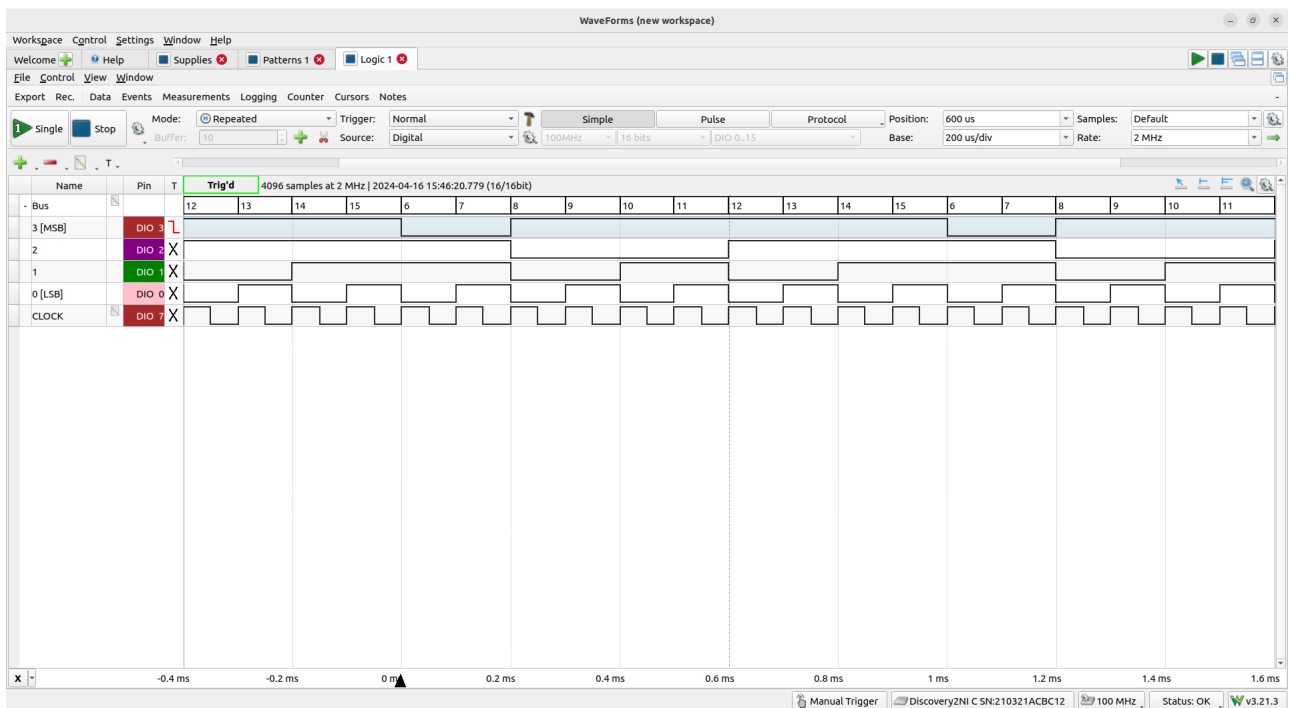 WaveForms (new workspace)
Workspace Control Settings Window Help
Welcome Help Supplies Patterns 1 Logic 1
File Control View Window
Export Rec. Data Events Measurements Logging Counter Cursors Notes
1 Single Stop Mode: Repeated Trigger: Normal Simple Pulse Protocol Position: 600 us Samples: Default
Buffer: 10 Source: Digital 100MHz 16 bits DIO 0..15 Base: 200 us/div Rate: 2 MHz
T
Name Pin T Trig'd 4096 samples at 2 MHz | 2024-04-16 15:46:20.779 (16/16bit)
- Bus 12 13 14 15 6 7 8 9 10 11 12 13 14 15 6 7 8 9 10 11
3 [MSB] DIO 3
2 DIO 2 X
1 DIO 1 X
0 [LSB] DIO 0 X
CLOCK DIO 7 X
X -0.4 ms -0.2 ms 0 ms 0.2 ms 0.4 ms 0.6 ms 0.8 ms 1 ms 1.2 ms 1.4 ms 1.6 ms
Manual Trigger Discovery2NI C SN:210321ACBC12 100 MHz Status: OK W v3.21.3